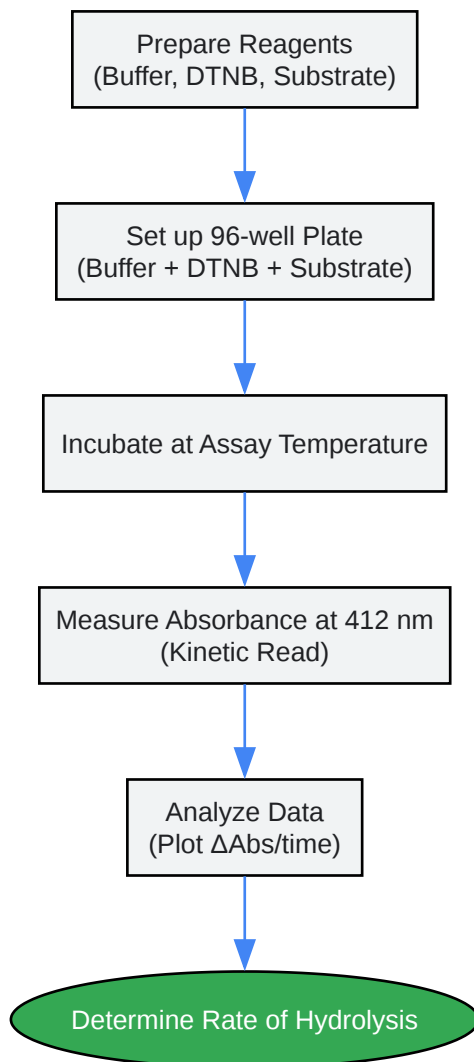 Prepare Reagents
(Buffer, DTNB, Substrate)
Set up 96-well Plate
(Buffer + DTNB + Substrate)
Incubate at Assay Temperature
Measure Absorbance at 412 nm
(Kinetic Read)
Analyze Data
(Plot ΔAbs/time)
Determine Rate of Hydrolysis